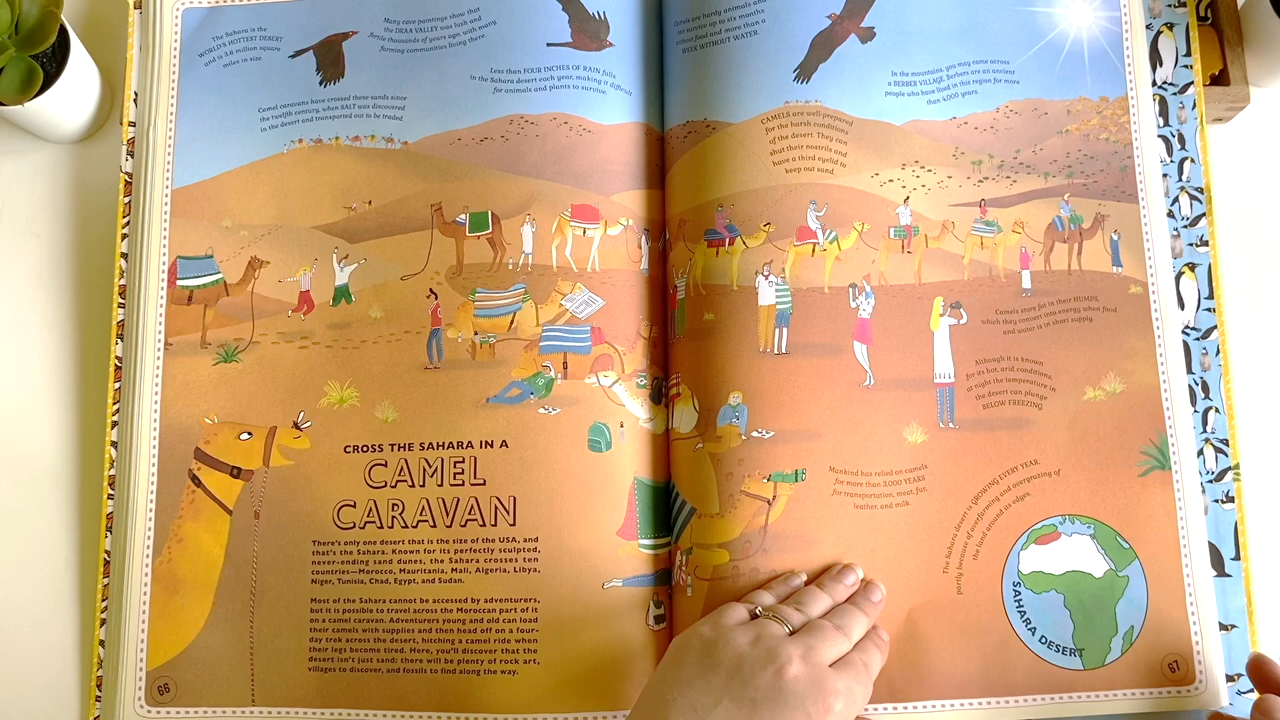 The Sahara is the
WORLD'S HOTTEST DESERT
and is 3.6 million square
miles in size.
Many cave paintings show that
the DRAA VALLEY was lush and
fertile thousands of years ago, with many
farming communities living there.
Less than FOUR INCHES OF RAIN falls
in the Sahara desert each year, making it difficult
for animals and plants to survive.
Camel caravans have crossed these sands since
the twelfth century, when SALT was discovered
in the desert and transported out to be traded.
CROSS THE SAHARA IN A
CAMEL
CARAVAN
There's only one desert that is the size of the USA, and
that's the Sahara. Known for its perfectly sculpted,
never-ending sand dunes, the Sahara crosses ten
countries—Morocco, Mauritania, Mali, Algeria, Libya,
Niger, Tunisia, Chad, Egypt, and Sudan.
Most of the Sahara cannot be accessed by adventurers,
but it is possible to travel across the Moroccan part of it
on a camel caravan. Adventurers young and old can load
their camels with supplies and then head off on a four-
day trek across the desert, hitching a camel ride when
their legs become tired. Here, you'll discover that the
desert isn't just sand: there will be plenty of rock art,
villages to discover, and fossils to find along the way.
66
Camels are hardy animals and
can survive up to six months
without food and more than a
WEEK WITHOUT WATER.
In the mountains, you may come across
a BERBER VILLAGE. Berbers are an ancient
people who have lived in this region for more
than 4,000 years.
CAMELS are well-prepared
for the harsh conditions
of the desert. They can
shut their nostrils and
have a third eyelid to
keep out sand.
Camels store fat in their HUMPS,
which they convert into energy when food
and water is in short supply.
Although it is known
for its hot, arid conditions,
at night the temperature in
the desert can plunge
BELOW FREEZING.
Mankind has relied on camels
for more than 3,000 YEARS
for transportation, meat, fur,
leather, and milk.
The Sahara desert is GROWING EVERY YEAR,
partly because of overfarming and overgrazing of
the land around its edges.
SAHARA DESERT
67